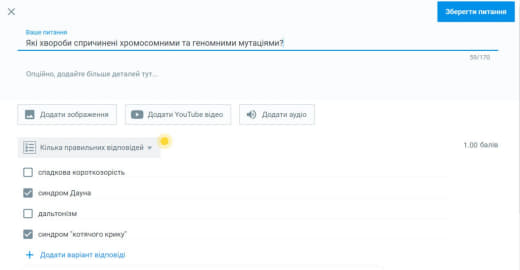 Зберегти питання
Ваше питання
Які хвороби спричинені хромосомними та геномними мутаціями?
59/170
Опційно, додайте більше деталей тут...
Додати зображення
Додати YouTube відео
Додати аудіо
Кілька правильних відповідей
1.00 балів
спадкова короткозорість
синдром Дауна
дальтонізм
синдром "котячого крику"
Додати варіант відповіді